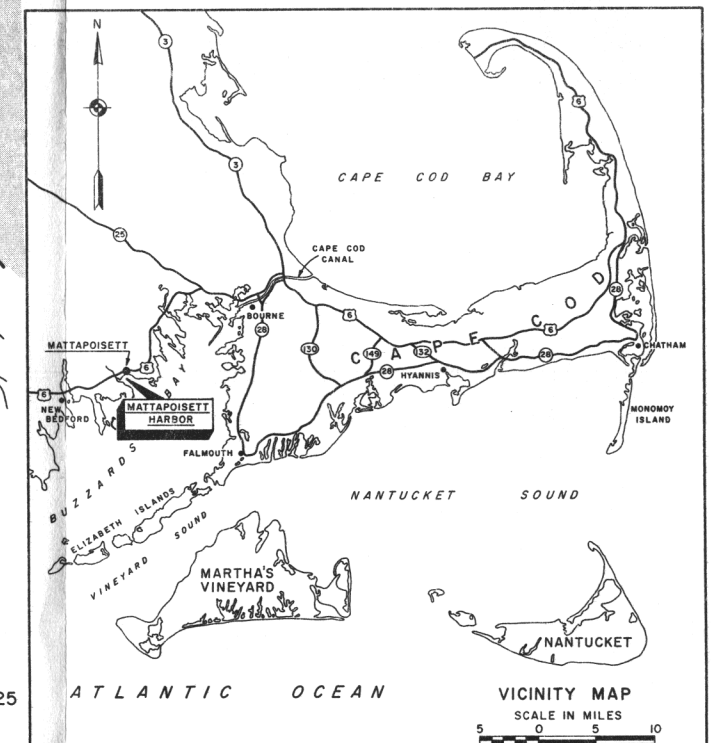 N
3
3
CAPE COD BAY
6
25
CAPE COD
CANAL
BOURNE
28
6
28
CAPE COD
MATTAPOISETT
6
130
149
132
6
28
28
HYANNIS
CHATHAM
6
NEW
BEDFORD
MATTAPOISETT
HARBOR
MONOMOY
ISLAND
FALMOUTH
BUZZARDS BAY
NANTUCKET SOUND
ELIZABETH ISLANDS
VINEYARD SOUND
MARTHA'S
VINEYARD
NANTUCKET
25
ATLANTIC OCEAN
VICINITY MAP
SCALE IN MILES
5 0 5 10